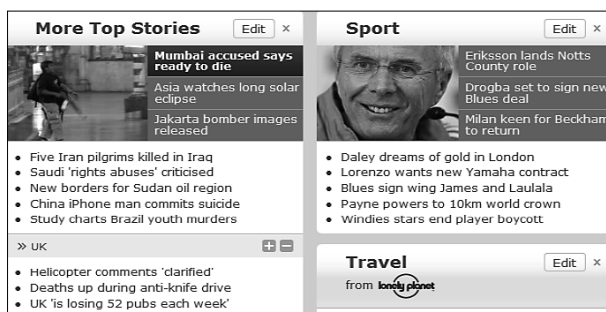 More Top Stories
Edit ×
Mumbai accused says
ready to die
Asia watches long solar
eclipse
Jakarta bomber images
released
• Five Iran pilgrims killed in Iraq
• Saudi 'rights abuses' criticised
• New borders for Sudan oil region
• China iPhone man commits suicide
• Study charts Brazil youth murders
» UK
• Helicopter comments 'clarified'
• Deaths up during anti-knife drive
• UK 'is losing 52 pubs each week'
Sport
Edit ×
Eriksson lands Notts
County role
Drogba set to sign new
Blues deal
Milan keen for Beckham
to return
• Daley dreams of gold in London
• Lorenzo wants new Yamaha contract
• Blues sign wing James and Laulala
• Payne powers to 10km world crown
• Windies stars end player boycott
Travel
Edit ×
from lonely planet